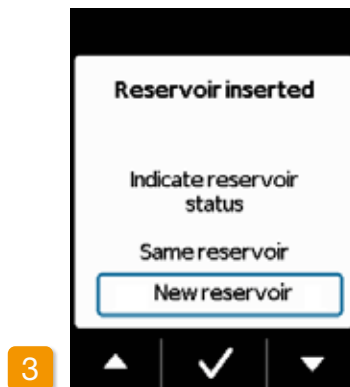 Reservoir inserted
Indicate reservoir
status
Same reservoir
New reservoir
3